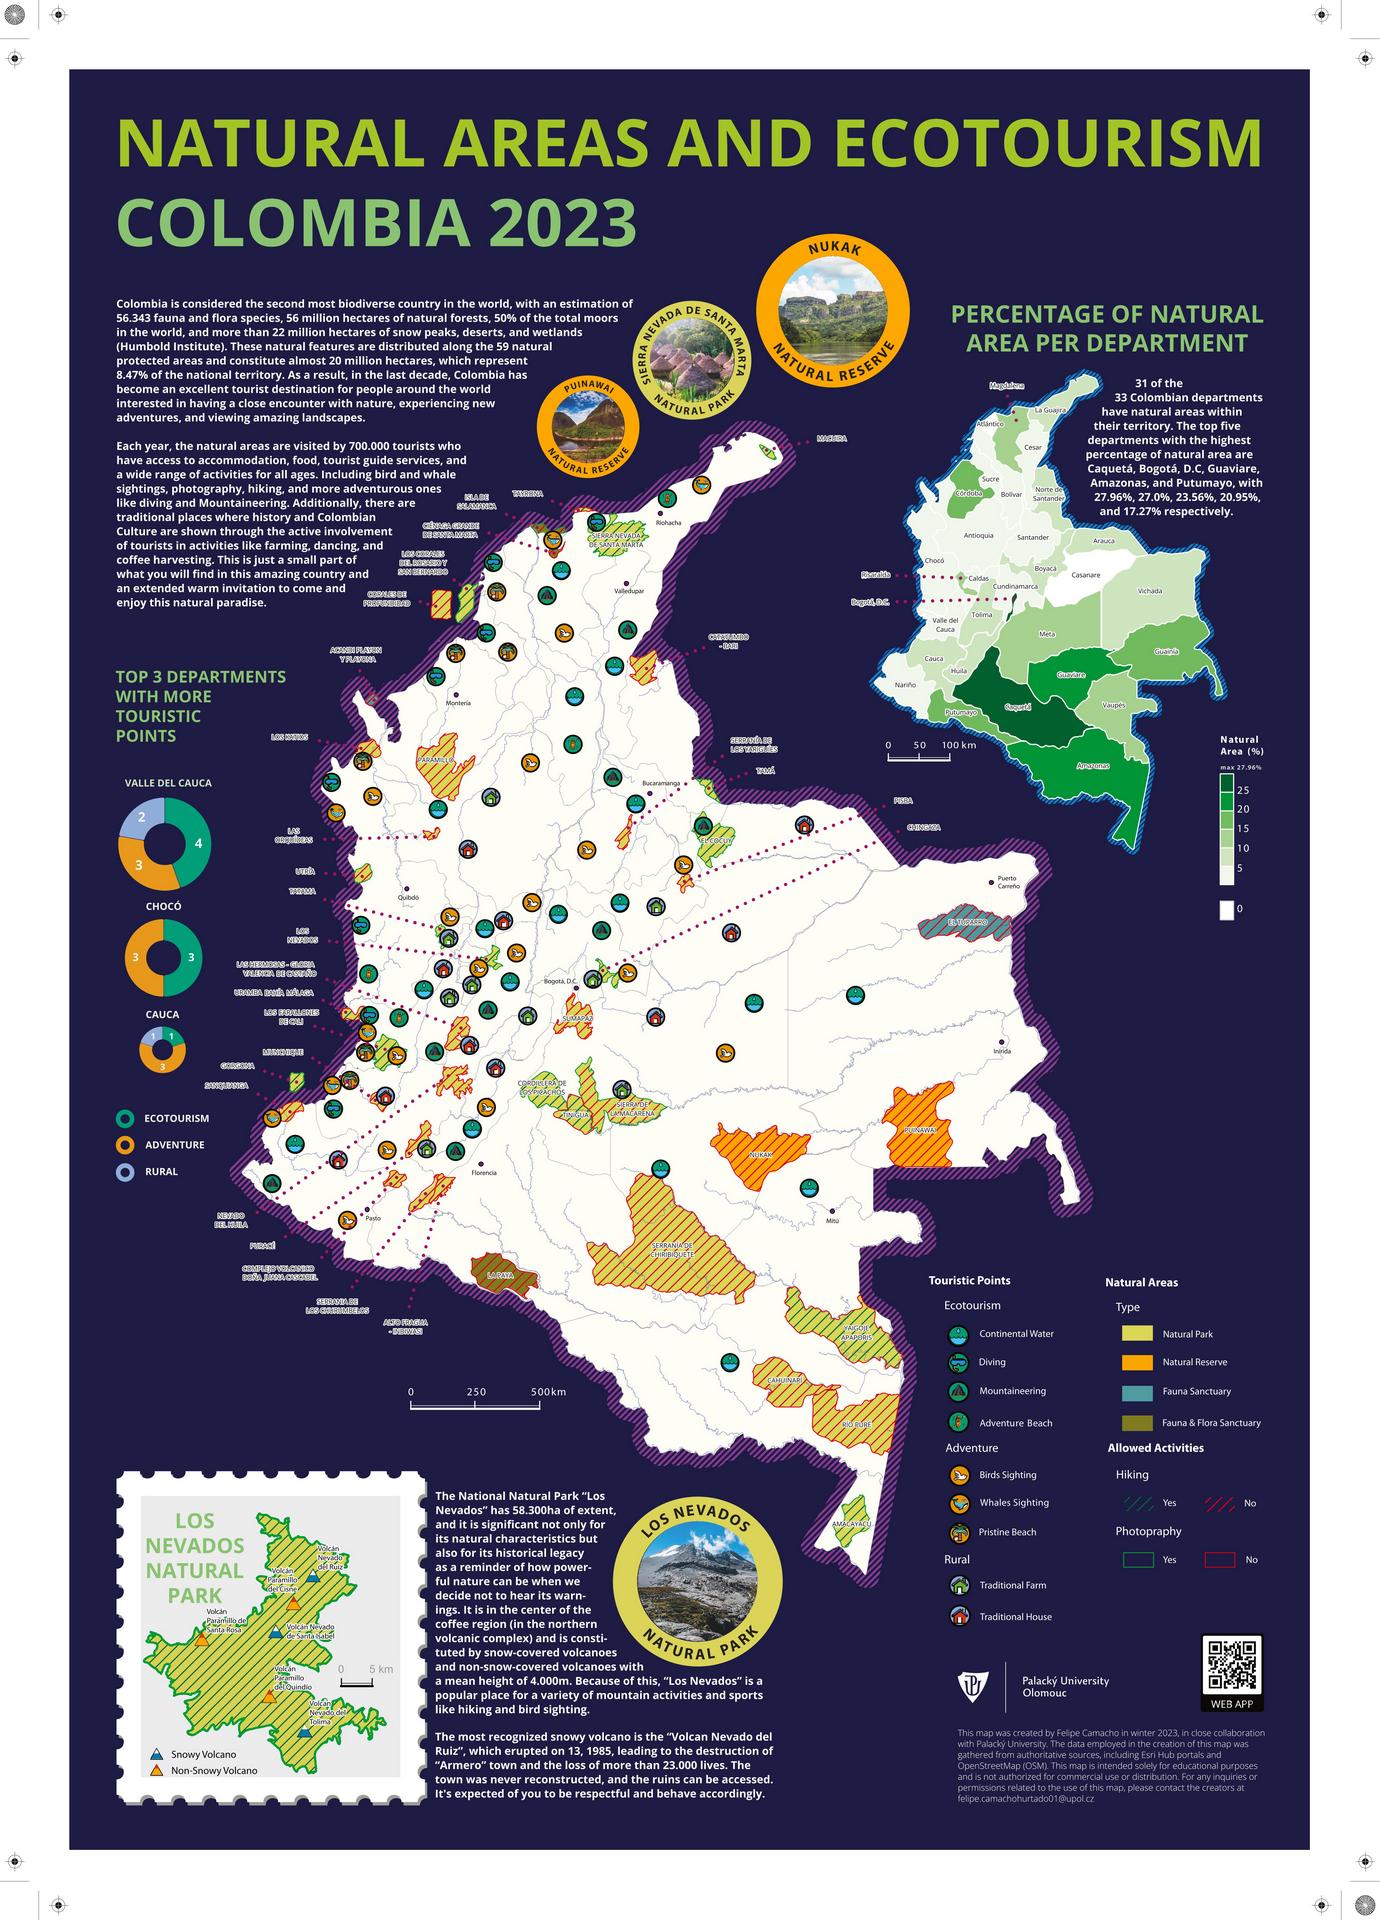 NATURAL AREAS AND ECOTOURISM
COLOMBIA 2023
Colombia is considered the second most biodiverse country in the world, with an estimation of
56.343 fauna and flora species, 56 million hectares of natural forests, 50% of the total moors
in the world, and more than 22 million hectares of snow peaks, deserts, and wetlands
(Humbold Institute). These natural features are distributed along the 59 natural
protected areas and constitute almost 20 million hectares, which represent
8.47% of the national territory. As a result, in the last decade, Colombia has
become an excellent tourist destination for people around the world
interested in having a close encounter with nature, experiencing new
adventures, and viewing amazing landscapes.
Each year, the natural areas are visited by 700.000 tourists who
have access to accommodation, food, tourist guide services, and
a wide range of activities for all ages. Including bird and whale
sightings, photography, hiking, and more adventurous ones
like diving and Mountaineering. Additionally, there are
traditional places where history and Colombian
Culture are shown through the active involvement
of tourists in activities like farming, dancing, and
coffee harvesting. This is just a small part of
what you will find in this amazing country and
an extended warm invitation to come and
enjoy this natural paradise.
PUINAWAI
NATURAL RESERVE
SIERRA NEVADA DE SANTA MARTA
NATURAL PARK
NUKAK
NATURAL RESERVE
PERCENTAGE OF NATURAL
AREA PER DEPARTMENT
31 of the
33 Colombian departments
have natural areas within
their territory. The top five
departments with the highest
percentage of natural area are
Caquetá, Bogotá, D.C, Guaviare,
Amazonas, and Putumayo, with
27.96%, 27.0%, 23.56%, 20.95%,
and 17.27% respectively.
Magdalena
La Guajira
Atlántico
Cesar
Sucre
Córdoba
Bolívar
Norte de
Santander
Antioquia
Santander
Arauca
Chocó
Boyacá
Risaralda
Caldas
Casanare
Cundinamarca
Vichada
Bogotá, D.C.
Tolima
Valle del
Cauca
Meta
Cauca
Guainía
Huila
Guaviare
Nariño
Caquetá
Vaupés
Putumayo
Amazonas
0 50 100 km
Natural
Area (%)
max 27.96%
25
20
15
10
5
0
TOP 3 DEPARTMENTS
WITH MORE
TOURISTIC
POINTS
VALLE DEL CAUCA
2
4
3
CHOCÓ
3
3
CAUCA
1
1
3
ECOTOURISM
ADVENTURE
RURAL
MACUIRA
TAYRONA
ISLA DE
SALAMANCA
Riohacha
CIÉNAGA GRANDE
DE SANTA MARTA
SIERRA NEVADA
DE SANTA MARTA
LOS CORALES
DEL ROSARIO Y
SAN BERNARDO
Valledupar
CORALES DE
PROFUNDIDAD
CATATUMBO
- BARI
ACANDI PLAYON
Y PLAYONA
Montería
LOS KATIOS
SERRANÍA DE
LOS YARIGUÍES
PARAMILLO
TAMÁ
Bucaramanga
PISBA
CHINGAZA
LAS
ORQUÍDEAS
EL COCUY
UTRÍA
Puerto
Carreño
TATAMA
Quibdó
EL TUPARRO
LOS
NEVADOS
LAS HERMOSAS - GLORIA
VALENCIA DE CASTAÑO
Bogotá, D.C.
URAMBA BAHÍA MÁLAGA
LOS FARALLONES
DE CALI
SUMAPAZ
MUNCHIQUE
Inírida
GORGONA
SANQUIANGA
CORDILLERA DE
LOS PICACHOS
TINIGUA
SIERRA DE
LA MACARENA
PUINAWAI
NUKAK
Florencia
Pasto
Mitú
NEVADO
DEL HUILA
PURACÉ
SERRANÍA DE
CHIRIBIQUETE
COMPLEJO VOLCANICO
DOÑA JUANA CASCABEL
LA PAYA
SERRANIA DE
LOS CHURUMBELOS
ALTO FRAGUA
- INDIWASI
YAIGOJE
APAPORIS
CAHUINARI
RÍO PURÉ
AMACAYACU
0 250 500km
Touristic Points
Ecotourism
Continental Water
Diving
Mountaineering
Adventure Beach
Adventure
Birds Sighting
Whales Sighting
Pristine Beach
Rural
Traditional Farm
Traditional House
Natural Areas
Type
Natural Park
Natural Reserve
Fauna Sanctuary
Fauna & Flora Sanctuary
Allowed Activities
Hiking
Yes No
Photopraphy
Yes No
LOS
NEVADOS
NATURAL
PARK
Volcán
Nevado
del Ruiz
Volcán
Paramillo
del Cisne
Volcán
Paramillo de
Santa Rosa
Volcán Nevado
de Santa Isabel
Volcán
Paramillo
del Quindio
Volcan
Nevado del
Tolima
0 5 km
Snowy Volcano
Non-Snowy Volcano
The National Natural Park “Los
Nevados” has 58.300ha of extent,
and it is significant not only for
its natural characteristics but
also for its historical legacy
as a reminder of how power-
ful nature can be when we
decide not to hear its warn-
ings. It is in the center of the
coffee region (in the northern
volcanic complex) and is consti-
tuted by snow-covered volcanoes
and non-snow-covered volcanoes with
a mean height of 4.000m. Because of this, “Los Nevados” is a
popular place for a variety of mountain activities and sports
like hiking and bird sighting.
The most recognized snowy volcano is the “Volcan Nevado del
Ruiz”, which erupted on 13, 1985, leading to the destruction of
“Armero” town and the loss of more than 23.000 lives. The
town was never reconstructed, and the ruins can be accessed.
It's expected of you to be respectful and behave accordingly.
LOS NEVADOS
NATURAL PARK
Palacký University
Olomouc
WEB APP
This map was created by Felipe Camacho in winter 2023, in close collaboration
with Palacký University. The data employed in the creation of this map was
gathered from authoritative sources, including Esri Hub portals and
OpenStreetMap (OSM). This map is intended solely for educational purposes
and is not authorized for commercial use or distribution. For any inquiries or
permissions related to the use of this map, please contact the creators at
felipe.camachohurtado01@upol.cz